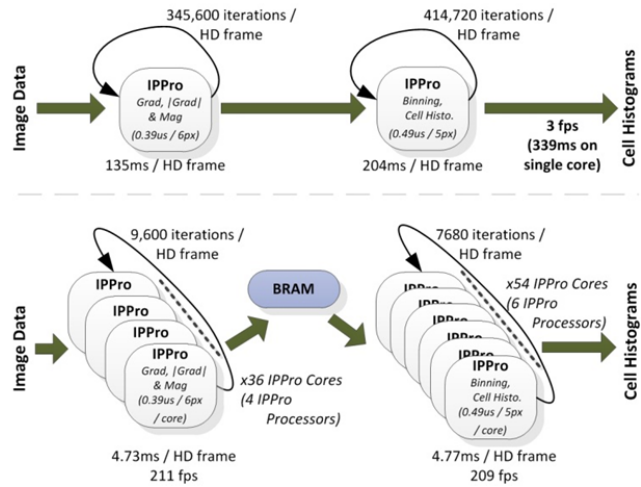 345,600 iterations /
HD frame
414,720 iterations /
HD frame
Image Data
IPPro
Grad, |Grad|
& Mag
(0.39us / 6px)
135ms / HD frame
IPPro
Binning,
Cell Histo.
(0.49us / 5px)
204ms / HD frame
3 fps
(339ms on
single core)
Cell Histograms
9,600 iterations /
HD frame
7680 iterations /
HD frame
Image Data
IPPro
IPPro
IPPro
IPPro
Grad, |Grad|
& Mag
(0.39us / 6px
/ core)
4.73ms / HD frame
211 fps
BRAM
x36 IPPro Cores
(4 IPPro
Processors)
IPPro
IPPro
IPPro
IPPro
IPPro
IPPro
Binning,
Cell Histo.
(0.49us / 5px
/ core)
4.77ms / HD frame
209 fps
x54 IPPro Cores
(6 IPPro
Processors)
Cell Histograms